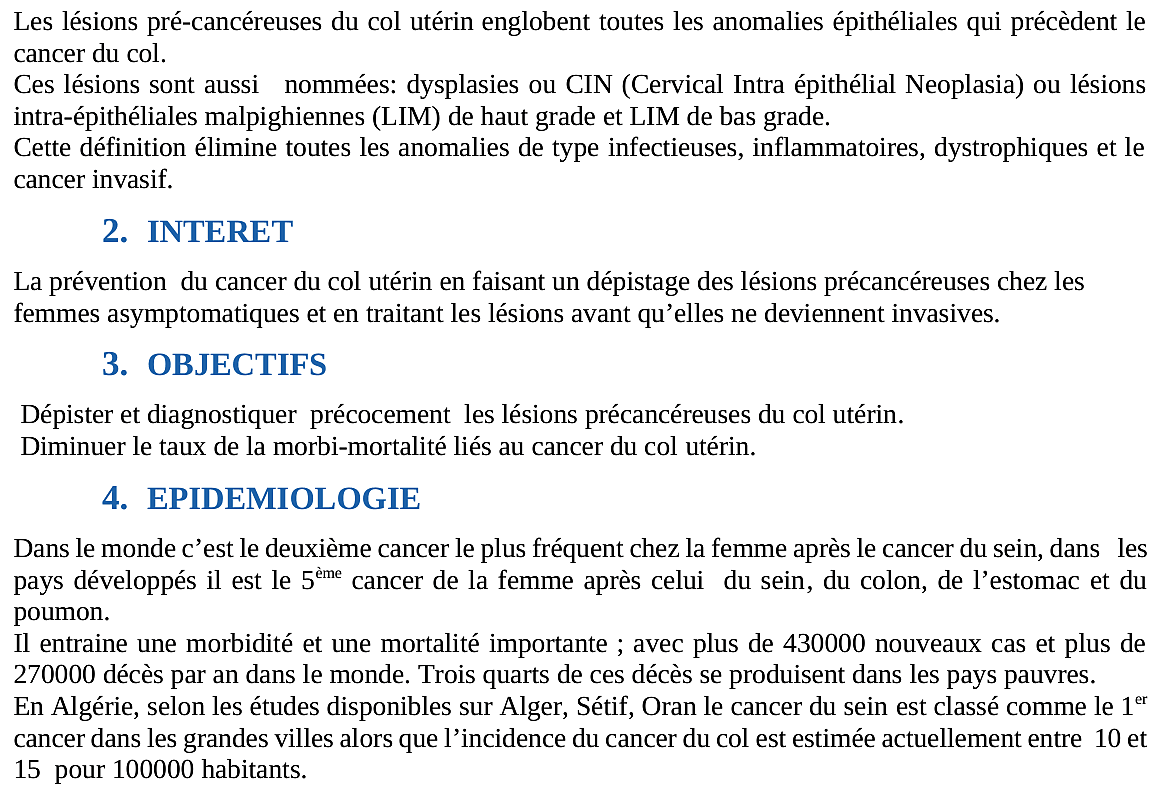 Les lésions pré-cancéreuses du col utérin englobent toutes les anomalies épithéliales qui précèdent le
cancer du col.
Ces lésions sont aussi nommées: dysplasies ou CIN (Cervical Intra épithélial Neoplasia) ou lésions
intra-épithéliales malpighiennes (LIM) de haut grade et LIM de bas grade.
Cette définition élimine toutes les anomalies de type infectieuses, inflammatoires, dystrophiques et le
cancer invasif.
2. INTERET
La prévention du cancer du col utérin en faisant un dépistage des lésions précancéreuses chez les
femmes asymptomatiques et en traitant les lésions avant qu’elles ne deviennent invasives.
3. OBJECTIFS
Dépister et diagnostiquer précocement les lésions précancéreuses du col utérin.
Diminuer le taux de la morbi-mortalité liés au cancer du col utérin.
4. EPIDEMIOLOGIE
Dans le monde c’est le deuxième cancer le plus fréquent chez la femme après le cancer du sein, dans les
pays développés il est le 5ème cancer de la femme après celui du sein, du colon, de l’estomac et du
poumon.
Il entraine une morbidité et une mortalité importante ; avec plus de 430000 nouveaux cas et plus de
270000 décès par an dans le monde. Trois quarts de ces décès se produisent dans les pays pauvres.
En Algérie, selon les études disponibles sur Alger, Sétif, Oran le cancer du sein est classé comme le 1er
cancer dans les grandes villes alors que l’incidence du cancer du col est estimée actuellement entre 10 et
15 pour 100000 habitants.